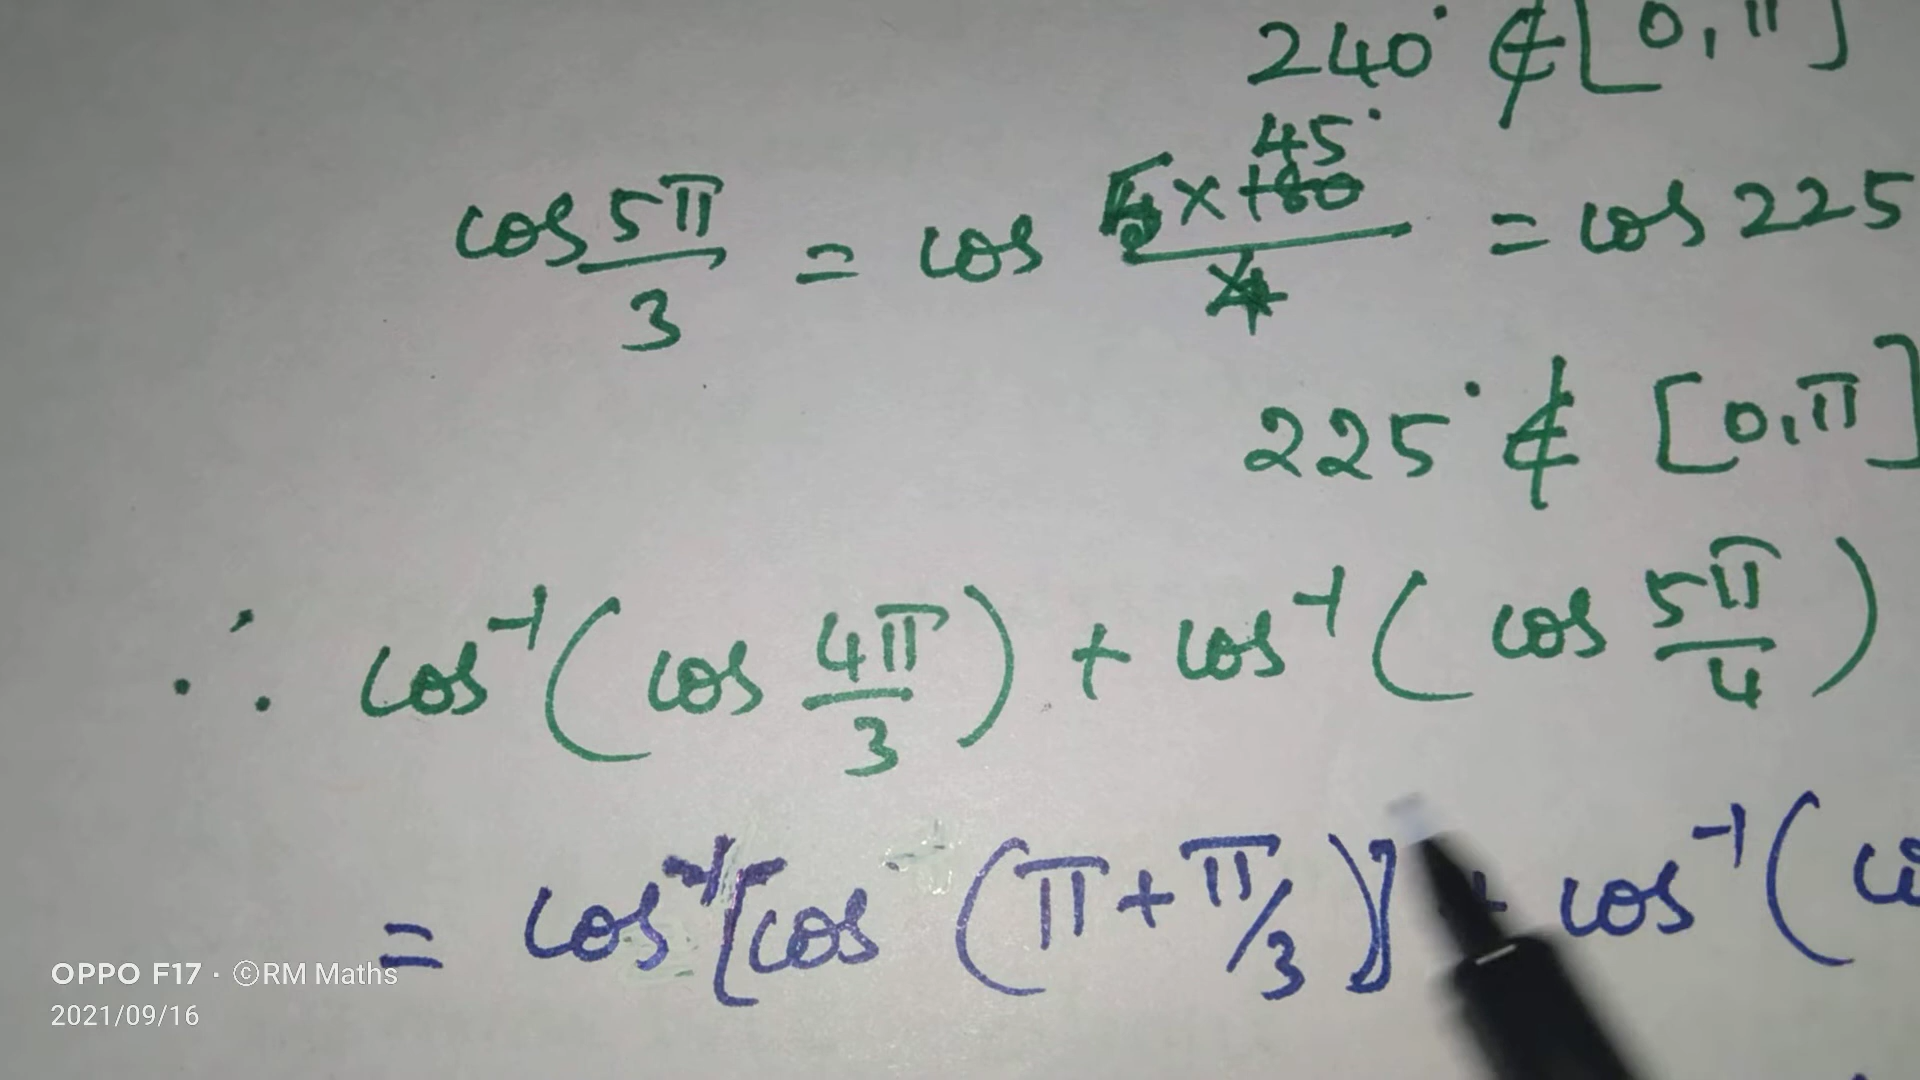 240° ∉ [0, π]
45°
cos 5π/3 = cos 5 × 180/4 = cos 225
225° ∉ [0, π]
∴ cos⁻¹(cos 4π/3) + cos⁻¹(cos 5π/4)
= cos⁻¹[cos (π + π/3)] + cos⁻¹(
OPPO F17 · ©RM Maths
2021/09/16